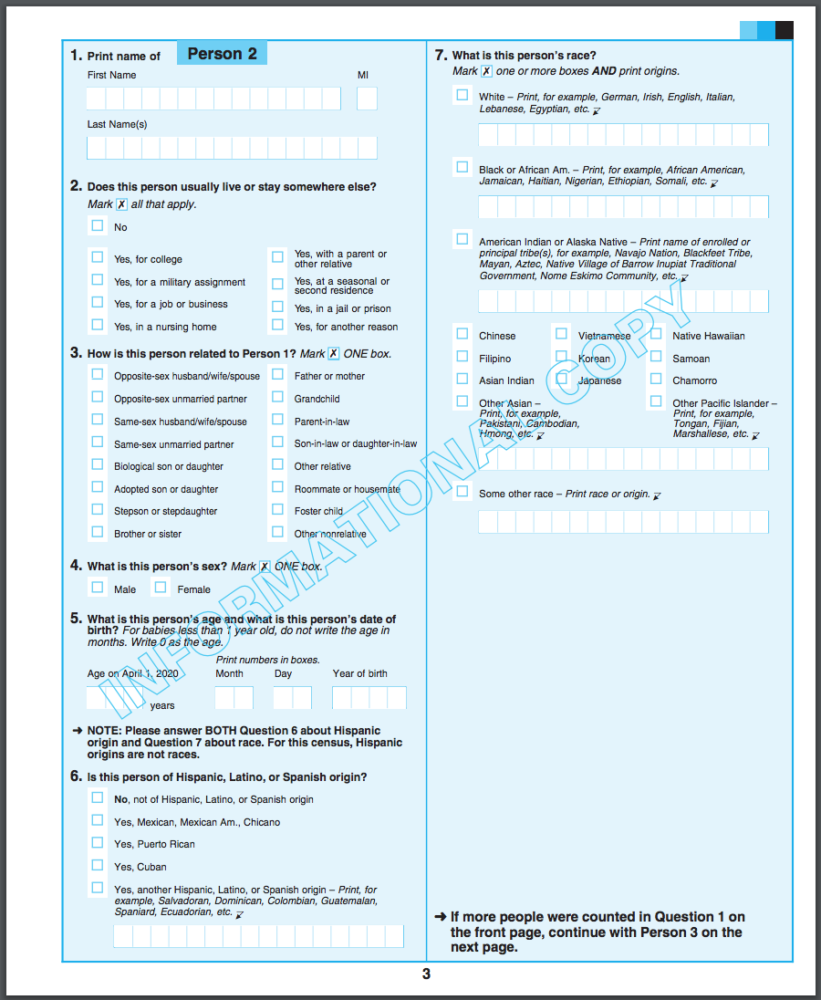 1. Print name of Person 2
First Name MI
Last Name(s)
2. Does this person usually live or stay somewhere else?
Mark ✗ all that apply.
No
Yes, for college
Yes, for a military assignment
Yes, for a job or business
Yes, in a nursing home
Yes, with a parent or
other relative
Yes, at a seasonal or
second residence
Yes, in a jail or prison
Yes, for another reason
3. How is this person related to Person 1? Mark ✗ ONE box.
Opposite-sex husband/wife/spouse
Opposite-sex unmarried partner
Same-sex husband/wife/spouse
Same-sex unmarried partner
Biological son or daughter
Adopted son or daughter
Stepson or stepdaughter
Brother or sister
Father or mother
Grandchild
Parent-in-law
Son-in-law or daughter-in-law
Other relative
Roommate or housemate
Foster child
Other nonrelative
4. What is this person's sex? Mark ✗ ONE box.
Male Female
5. What is this person's age and what is this person's date of
birth? For babies less than 1 year old, do not write the age in
months. Write 0 as the age.
Print numbers in boxes.
Age on April 1, 2020 Month Day Year of birth
years
→ NOTE: Please answer BOTH Question 6 about Hispanic
origin and Question 7 about race. For this census, Hispanic
origins are not races.
6. Is this person of Hispanic, Latino, or Spanish origin?
No, not of Hispanic, Latino, or Spanish origin
Yes, Mexican, Mexican Am., Chicano
Yes, Puerto Rican
Yes, Cuban
Yes, another Hispanic, Latino, or Spanish origin – Print, for
example, Salvadoran, Dominican, Colombian, Guatemalan,
Spaniard, Ecuadorian, etc.
7. What is this person's race?
Mark ✗ one or more boxes AND print origins.
White – Print, for example, German, Irish, English, Italian,
Lebanese, Egyptian, etc.
Black or African Am. – Print, for example, African American,
Jamaican, Haitian, Nigerian, Ethiopian, Somali, etc.
American Indian or Alaska Native – Print name of enrolled or
principal tribe(s), for example, Navajo Nation, Blackfeet Tribe,
Mayan, Aztec, Native Village of Barrow Inupiat Traditional
Government, Nome Eskimo Community, etc.
Chinese
Filipino
Asian Indian
Other Asian –
Print, for example,
Pakistani, Cambodian,
Hmong, etc.
Vietnamese
Korean
Japanese
Native Hawaiian
Samoan
Chamorro
Other Pacific Islander –
Print, for example,
Tongan, Fijian,
Marshallese, etc.
Some other race – Print race or origin.
→ If more people were counted in Question 1 on
the front page, continue with Person 3 on the
next page.
INFORMATIONAL COPY
3